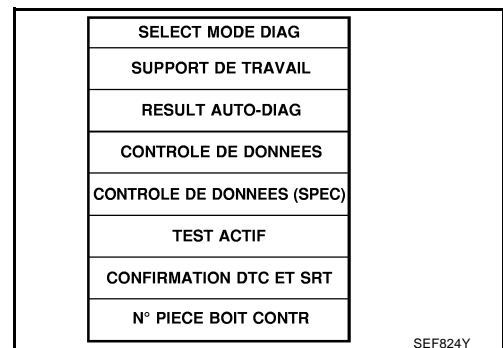 SELECT MODE DIAG
SUPPORT DE TRAVAIL
RESULT AUTO-DIAG
CONTROLE DE DONNEES
CONTROLE DE DONNEES (SPEC)
TEST ACTIF
CONFIRMATION DTC ET SRT
N° PIECE BOIT CONTR
SEF824Y